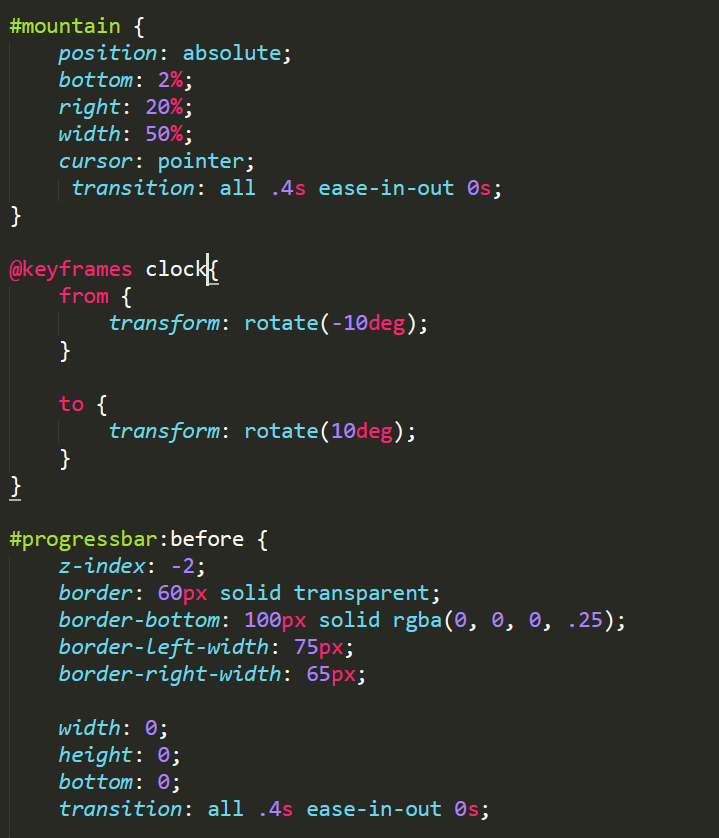 #mountain {
    position: absolute;
    bottom: 2%;
    right: 20%;
    width: 50%;
    cursor: pointer;
     transition: all .4s ease-in-out 0s;
}

@keyframes clock{
    from {
        transform: rotate(-10deg);
    }

    to {
        transform: rotate(10deg);
    }
}

#progressbar:before {
    z-index: -2;
    border: 60px solid transparent;
    border-bottom: 100px solid rgba(0, 0, 0, .25);
    border-left-width: 75px;
    border-right-width: 65px;

    width: 0;
    height: 0;
    bottom: 0;
    transition: all .4s ease-in-out 0s;